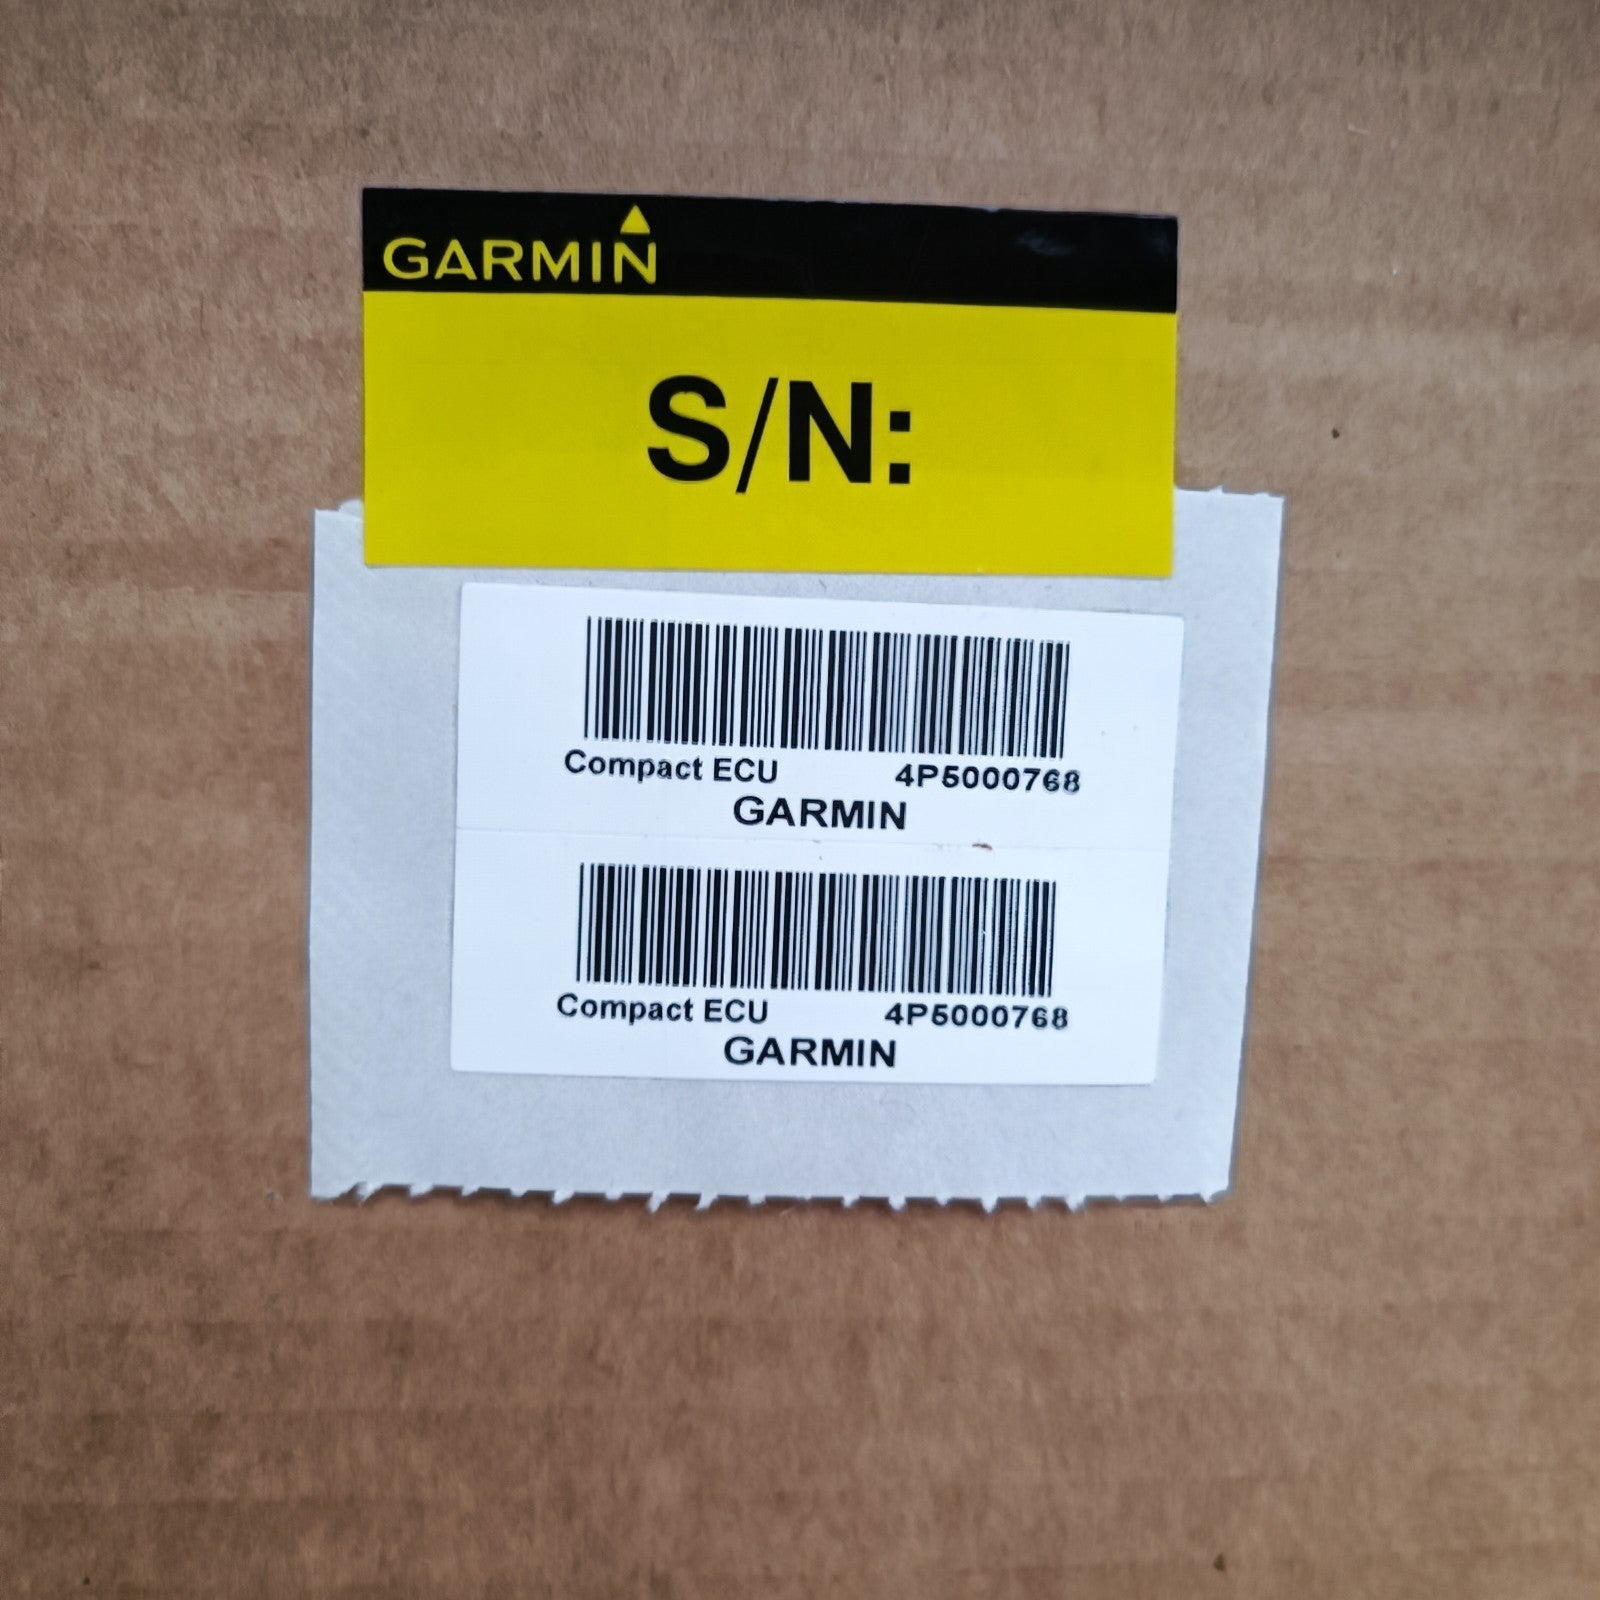 GARMIN
S/N:
Compact ECU 4P5000768
GARMIN
Compact ECU 4P5000768
GARMIN